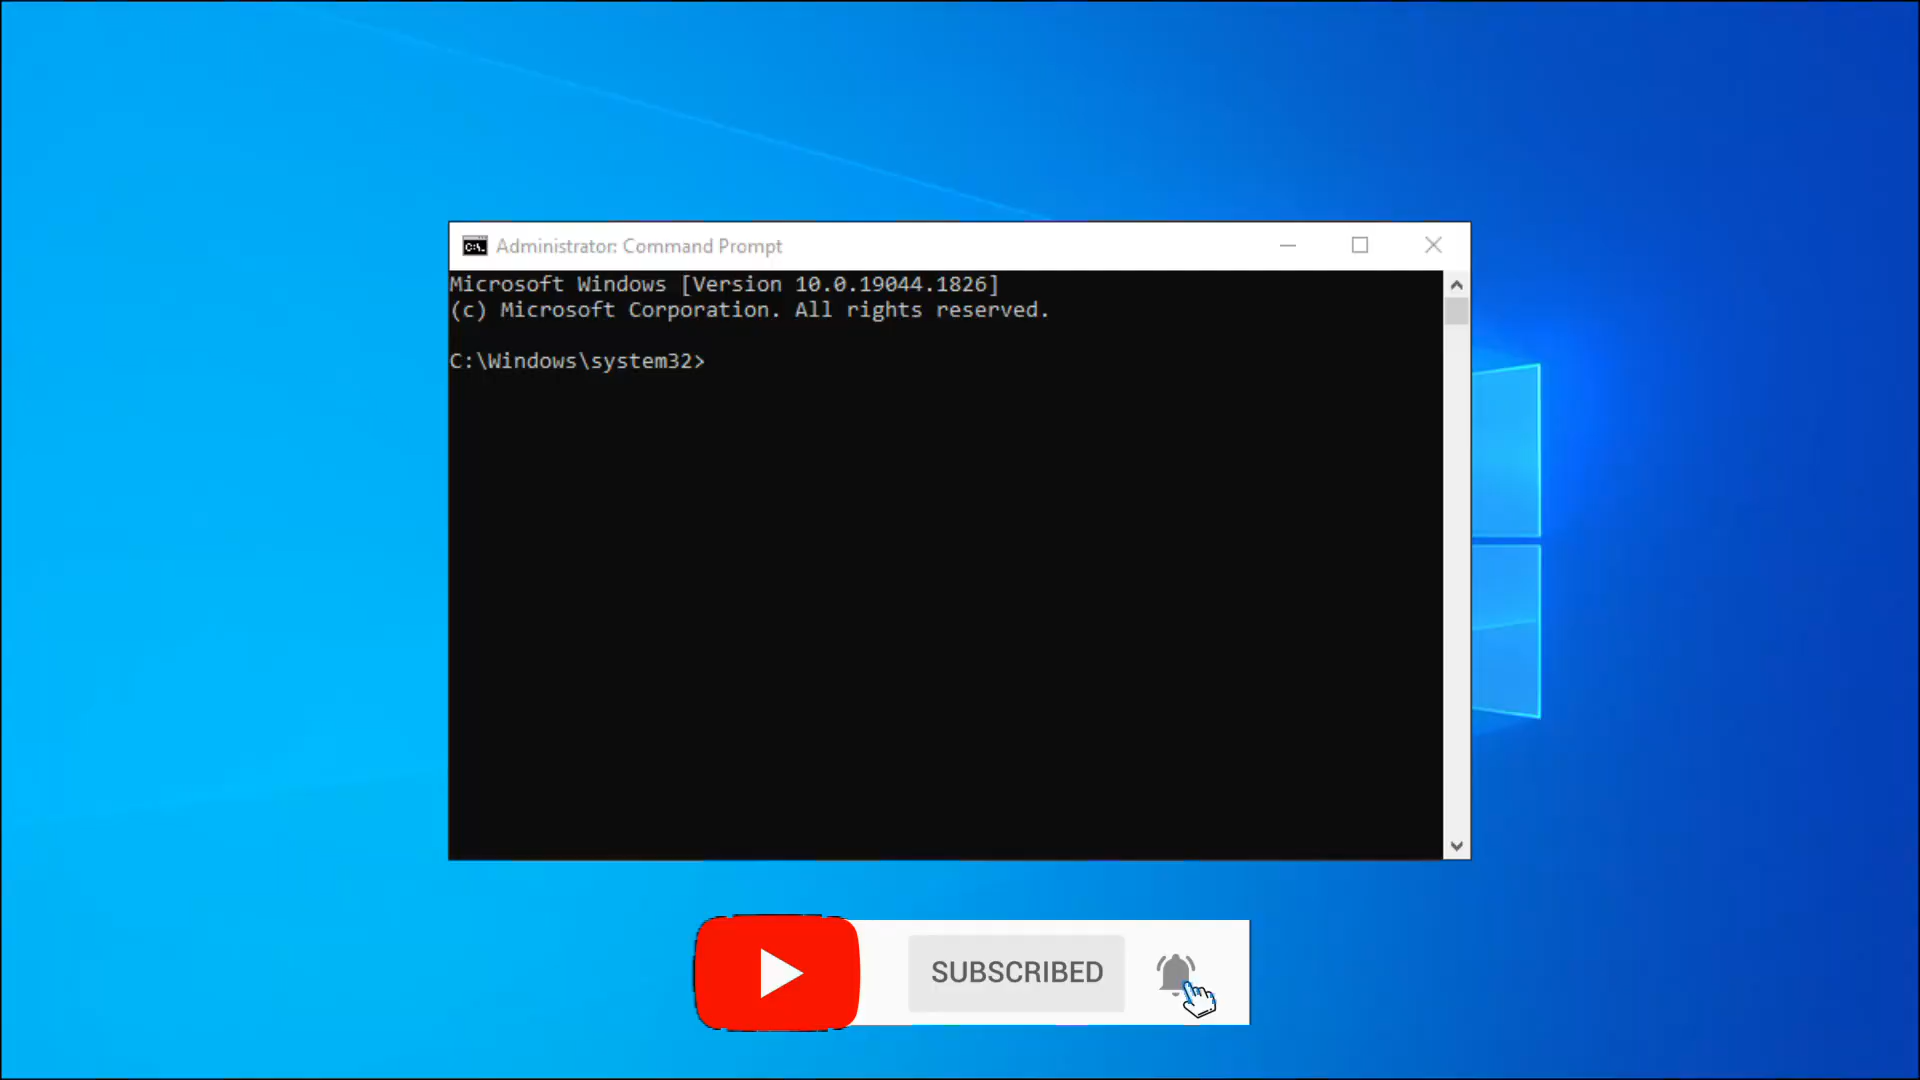 Administrator: Command Prompt
Microsoft Windows [Version 10.0.19044.1826]
(c) Microsoft Corporation. All rights reserved.
C:\Windows\system32>
SUBSCRIBED